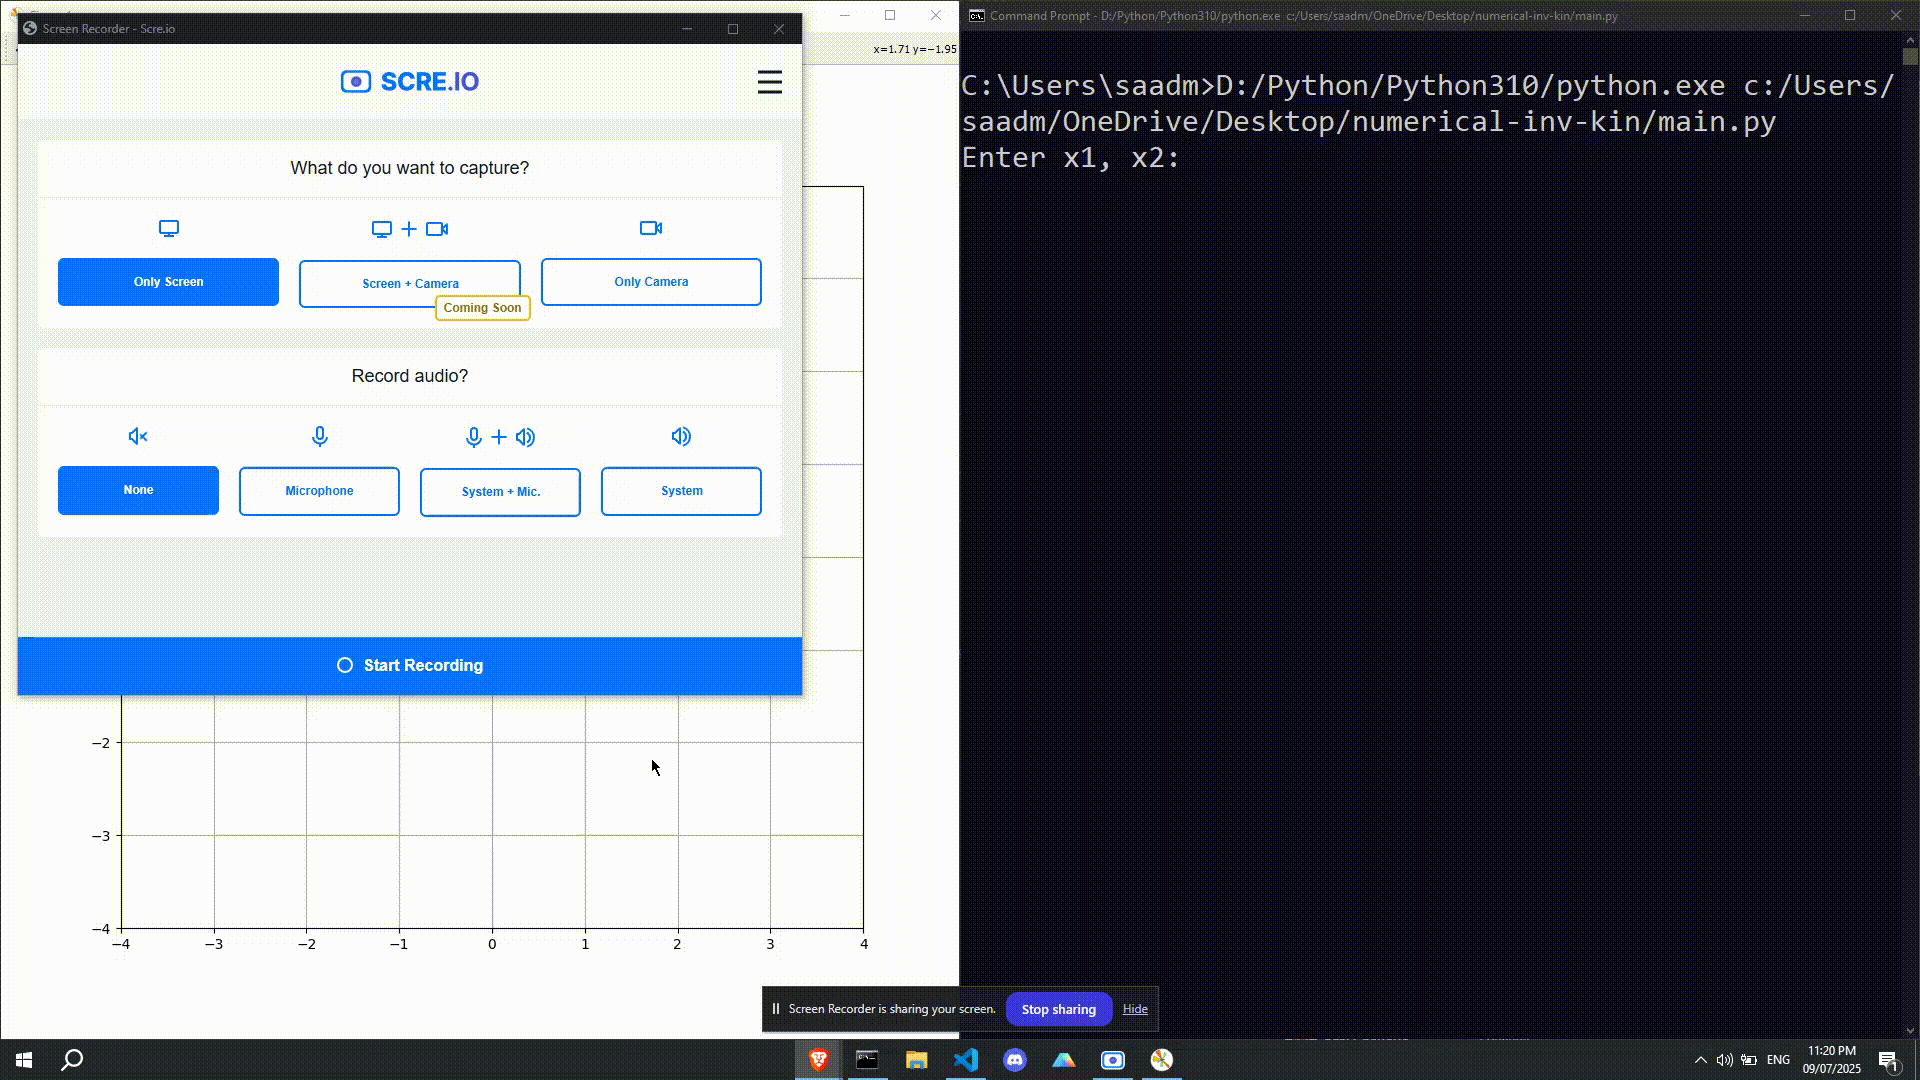 Screen Recorder - Scre.io
x=1.71 y=−1.95
SCRE.IO
What do you want to capture?
Only Screen
Screen + Camera
Only Camera
Coming Soon
Record audio?
None
Microphone
System + Mic.
System
Start Recording
−2
−3
−4
−4 −3 −2 −1 0 1 2 3 4
Command Prompt - D:/Python/Python310/python.exe c:/Users/saadm/OneDrive/Desktop/numerical-inv-kin/main.py
C:\Users\saadm>D:/Python/Python310/python.exe c:/Users/
saadm/OneDrive/Desktop/numerical-inv-kin/main.py
Enter x1, x2:
Screen Recorder is sharing your screen.
Stop sharing
Hide
ENG
11:20 PM
09/07/2025
1